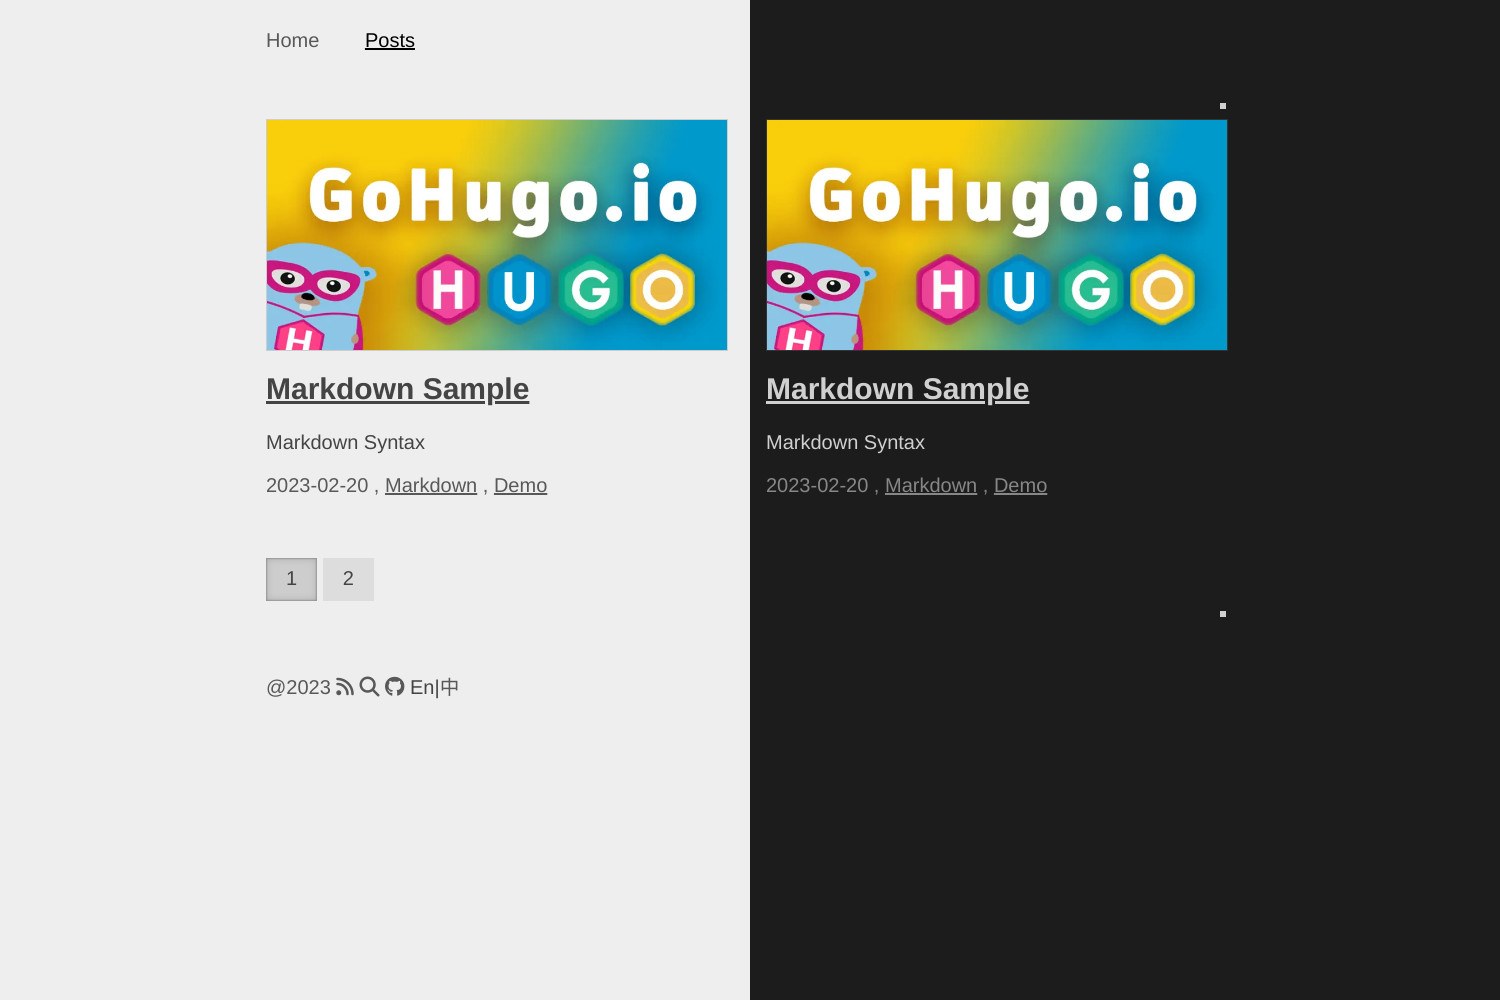 Home Posts
GoHugo.io
HUGO
H
Markdown Sample
Markdown Syntax
2023-02-20 , Markdown , Demo
1 2
@2023 En|中
GoHugo.io
HUGO
H
Markdown Sample
Markdown Syntax
2023-02-20 , Markdown , Demo